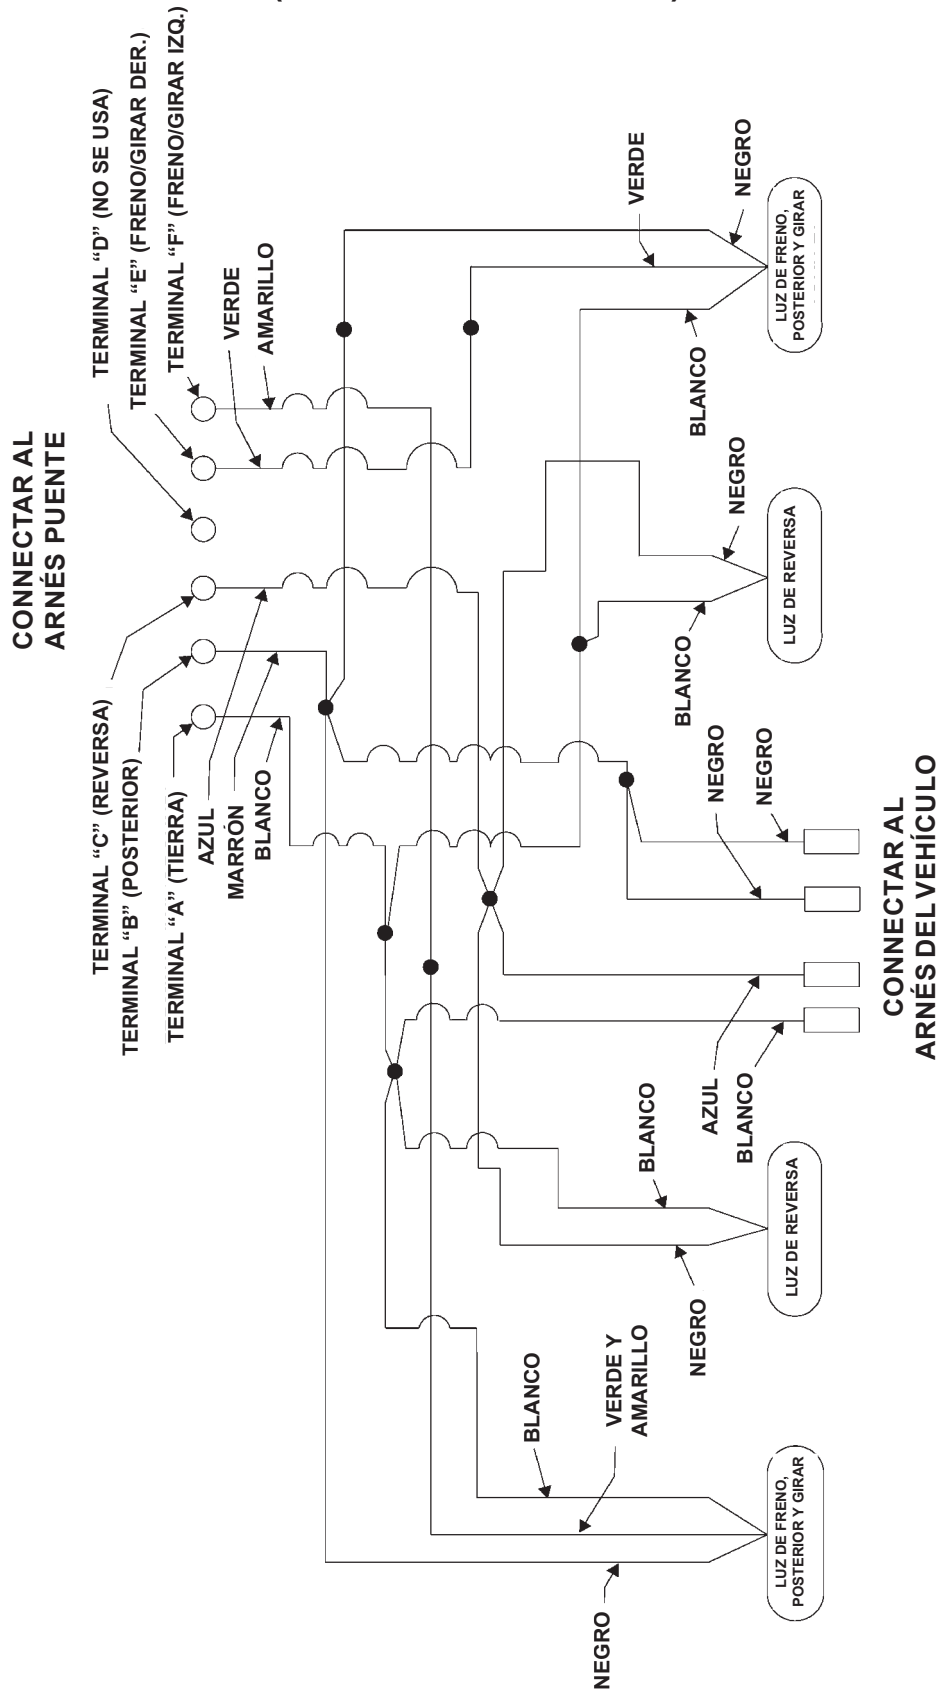 CONNECTAR AL
ARNÉS PUENTE
TERMINAL “D” (NO SE USA)
TERMINAL “E” (FRENO/GIRAR DER.)
TERMINAL “F” (FRENO/GIRAR IZQ.)
VERDE
AMARILLO
TERMINAL “C” (REVERSA)
TERMINAL “B” (POSTERIOR)
TERMINAL “A” (TIERRA)
AZUL
MARRÓN
BLANCO
NEGRO
BLANCO
VERDE Y
AMARILLO
LUZ DE FRENO,
POSTERIOR Y GIRAR
NEGRO
BLANCO
LUZ DE REVERSA
AZUL
BLANCO
NEGRO
NEGRO
CONNECTAR AL
ARNÉS DEL VEHÍCULO
BLANCO
NEGRO
LUZ DE REVERSA
BLANCO
VERDE
NEGRO
LUZ DE FRENO,
POSTERIOR Y GIRAR